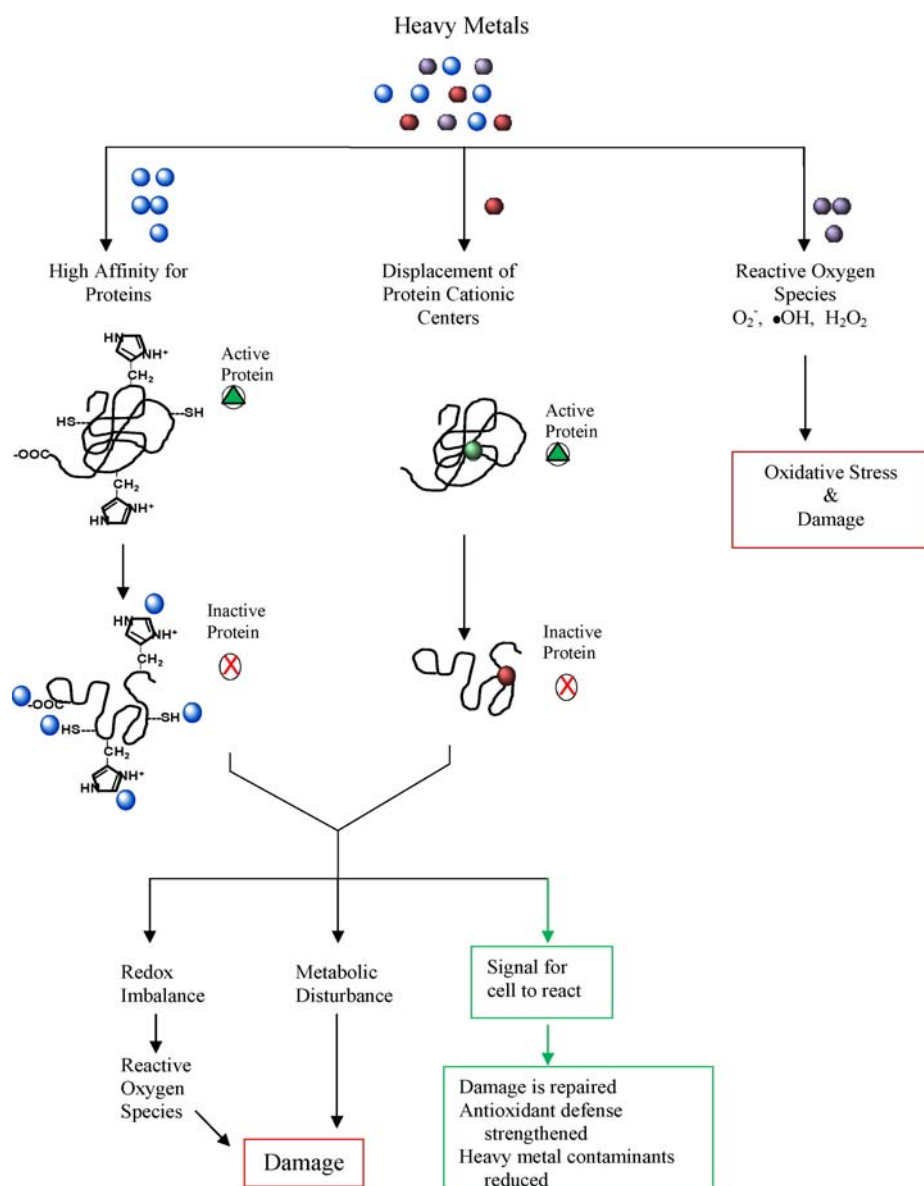 Heavy Metals
High Affinity for
Proteins
Displacement of
Protein Cationic
Centers
Reactive Oxygen
Species
O₂⁻, •OH, H₂O₂
HN
NH⁺
CH₂
Active
Protein
HS
SH
-OOC
CH₂
HN
NH⁺
Active
Protein
Oxidative Stress
&
Damage
HN
NH⁺
CH₂
Inactive
Protein
-OOC
HS
SH
CH₂
HN
NH⁺
Inactive
Protein
Redox
Imbalance
Metabolic
Disturbance
Signal for
cell to react
Reactive
Oxygen
Species
Damage
Damage is repaired
Antioxidant defense
strengthened
Heavy metal contaminants
reduced